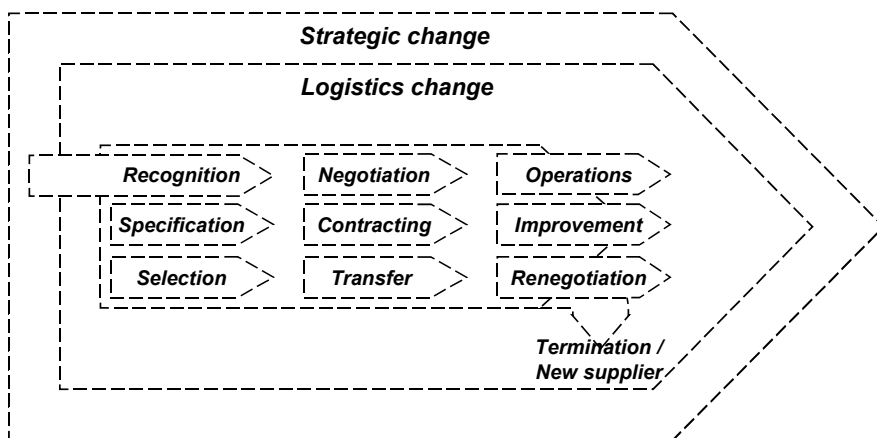 Strategic change
Logistics change
Recognition
Negotiation
Operations
Specification
Contracting
Improvement
Selection
Transfer
Renegotiation
Termination /
New supplier